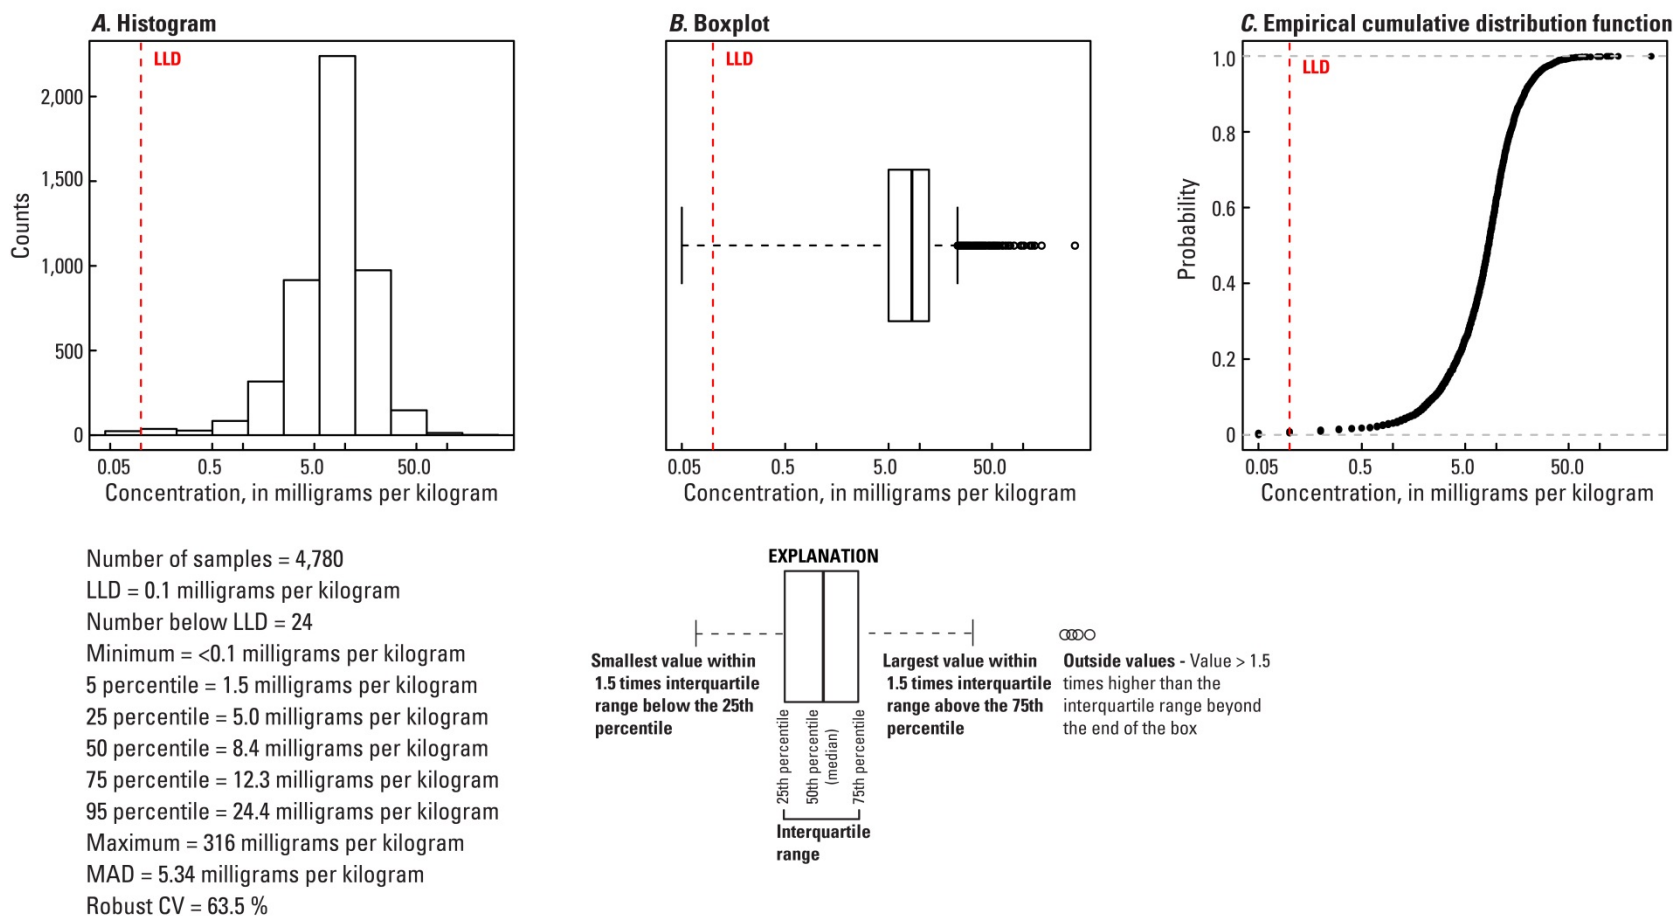 A. Histogram
LLD
2,000
1,500
1,000
500
0
Counts
0.05 0.5 5.0 50.0
Concentration, in milligrams per kilogram
B. Boxplot
LLD
0.05 0.5 5.0 50.0
Concentration, in milligrams per kilogram
C. Empirical cumulative distribution function
LLD
1.0
0.8
0.6
0.4
0.2
0
Probability
0.05 0.5 5.0 50.0
Concentration, in milligrams per kilogram
Number of samples = 4,780
LLD = 0.1 milligrams per kilogram
Number below LLD = 24
Minimum = <0.1 milligrams per kilogram
5 percentile = 1.5 milligrams per kilogram
25 percentile = 5.0 milligrams per kilogram
50 percentile = 8.4 milligrams per kilogram
75 percentile = 12.3 milligrams per kilogram
95 percentile = 24.4 milligrams per kilogram
Maximum = 316 milligrams per kilogram
MAD = 5.34 milligrams per kilogram
Robust CV = 63.5 %
EXPLANATION
Smallest value within
1.5 times interquartile
range below the 25th
percentile
Largest value within
1.5 times interquartile
range above the 75th
percentile
Outside values - Value > 1.5
times higher than the
interquartile range beyond
the end of the box
25th percentile
50th percentile
(median)
75th percentile
Interquartile
range